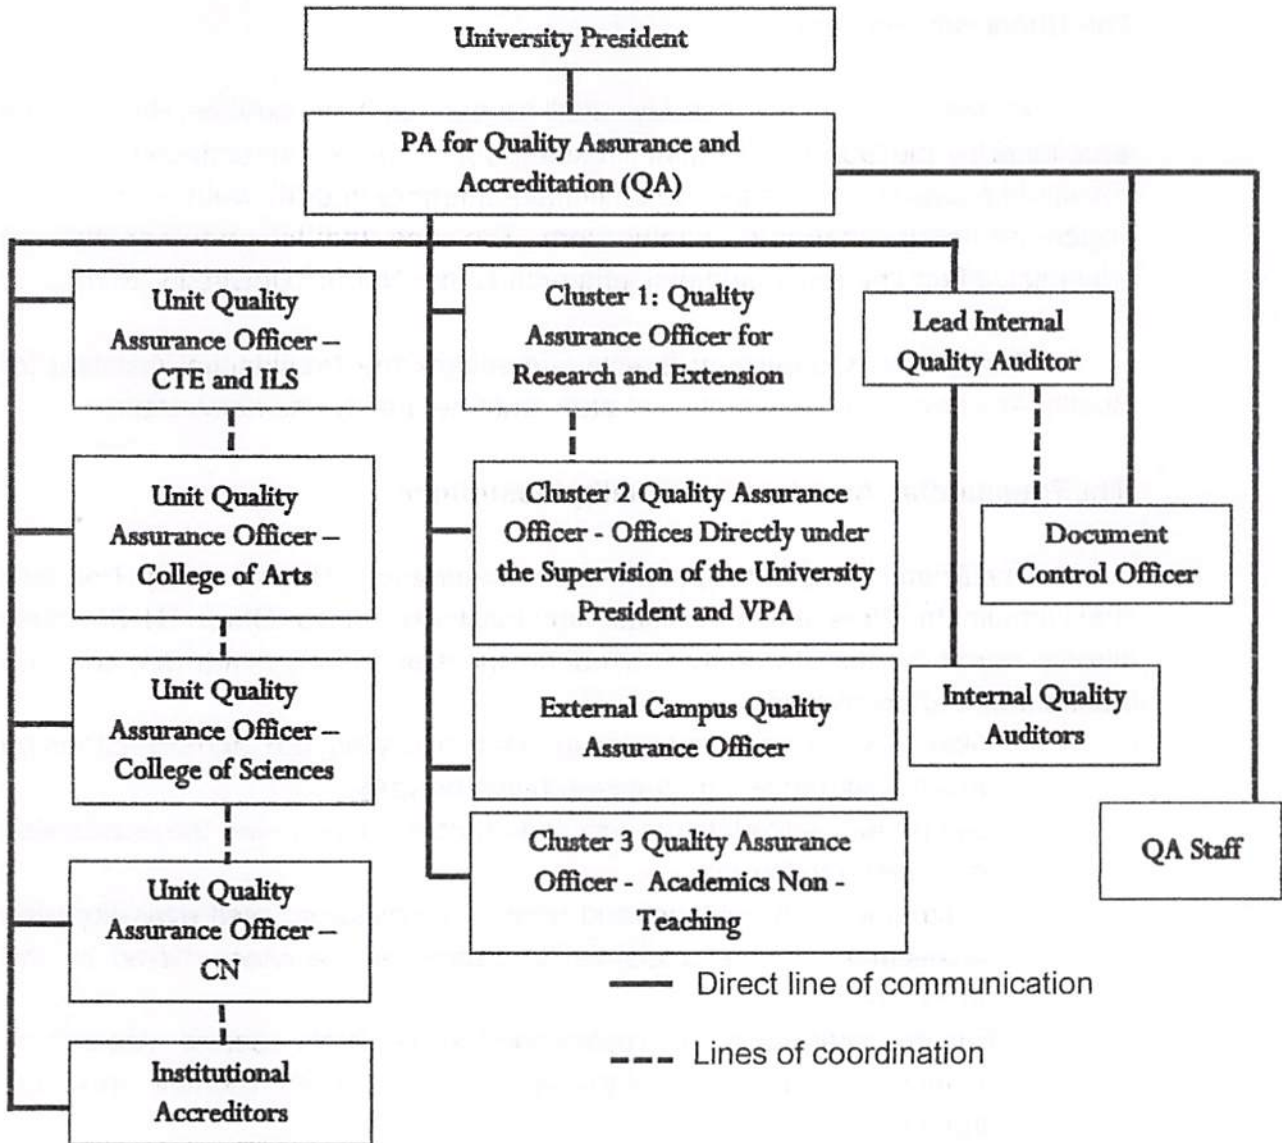 University President
PA for Quality Assurance and
Accreditation (QA)
Unit Quality
Assurance Officer –
CTE and ILS
Unit Quality
Assurance Officer –
College of Arts
Unit Quality
Assurance Officer –
College of Sciences
Unit Quality
Assurance Officer –
CN
Institutional
Accreditors
Cluster 1: Quality
Assurance Officer for
Research and Extension
Cluster 2 Quality Assurance
Officer - Offices Directly under
the Supervision of the University
President and VPA
External Campus Quality
Assurance Officer
Cluster 3 Quality Assurance
Officer - Academics Non -
Teaching
Lead Internal
Quality Auditor
Document
Control Officer
Internal Quality
Auditors
QA Staff
Direct line of communication
Lines of coordination